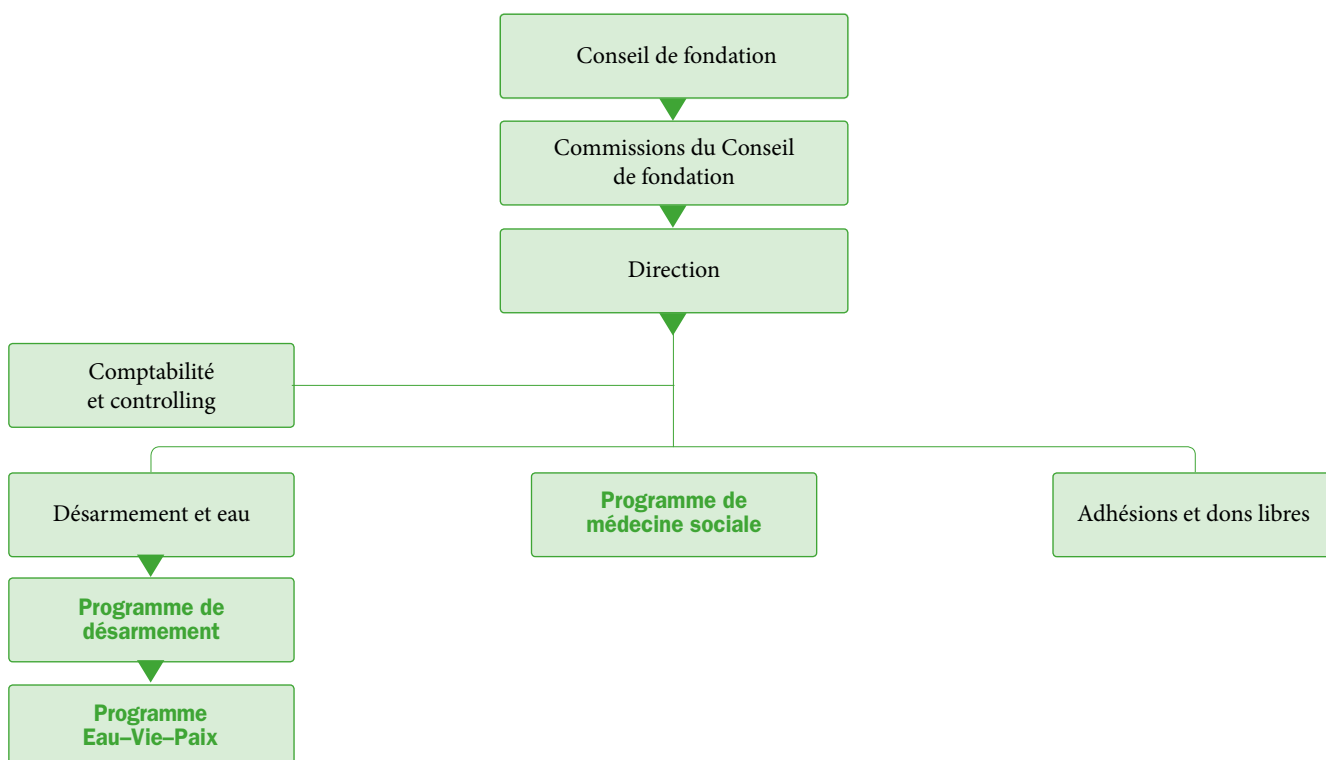 Conseil de fondation
Commissions du Conseil
de fondation
Direction
Comptabilité
et controlling
Désarmement et eau
Programme de
médecine sociale
Adhésions et dons libres
Programme de
désarmement
Programme
Eau–Vie–Paix